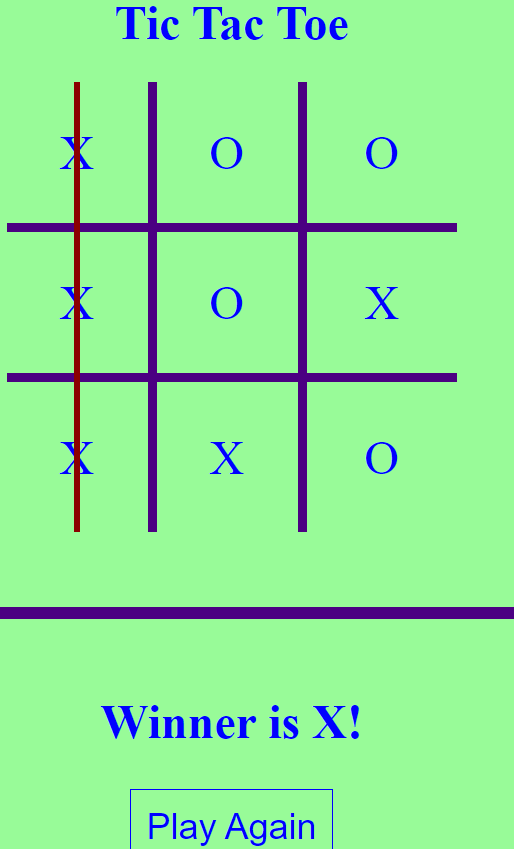 Tic Tac Toe
X O O
X O X
X X O
Winner is X!
Play Again